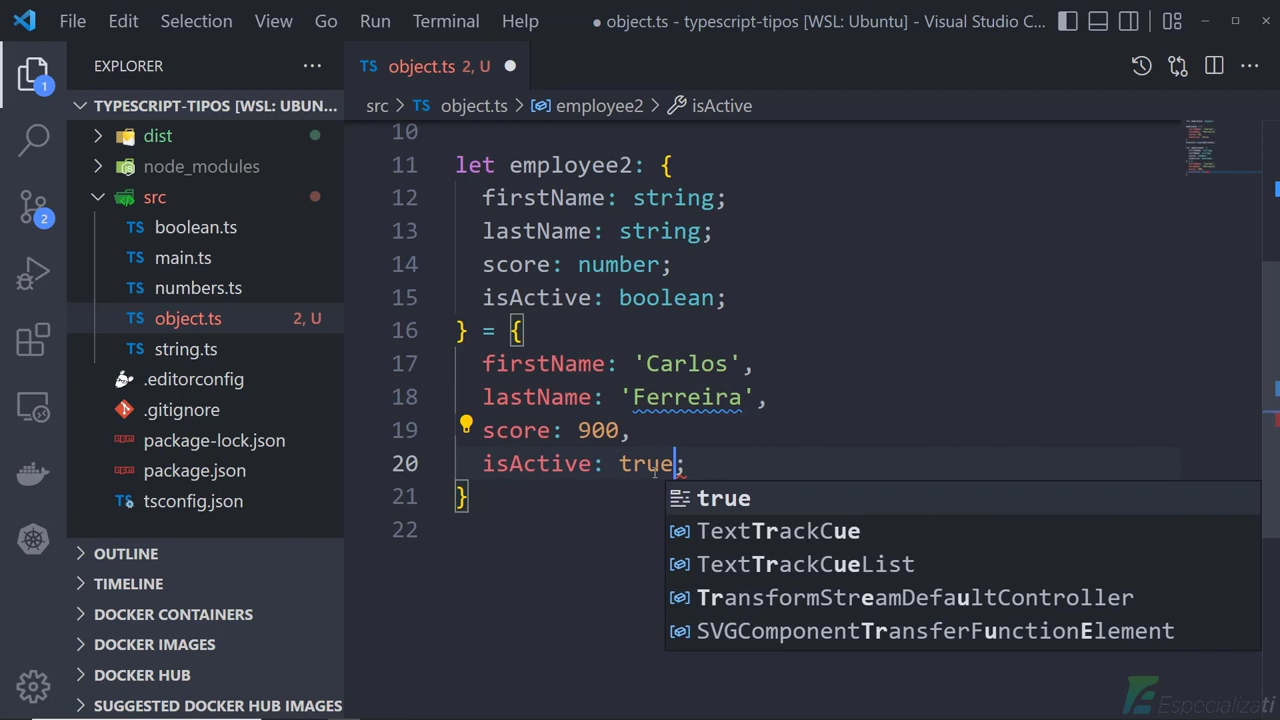 File Edit Selection View Go Run Terminal Help ● object.ts - typescript-tipos [WSL: Ubuntu] - Visual Studio C...
EXPLORER
TYPESCRIPT-TIPOS [WSL: UBUN...
dist
node_modules
src
TS boolean.ts
TS main.ts
TS numbers.ts
TS object.ts 2, U
TS string.ts
.editorconfig
.gitignore
package-lock.json
package.json
TS tsconfig.json
OUTLINE
TIMELINE
DOCKER CONTAINERS
DOCKER IMAGES
DOCKER HUB
SUGGESTED DOCKER HUB IMAGES
1
2
TS object.ts 2, U ●
src > TS object.ts > employee2 > isActive
10
11 let employee2: {
12 firstName: string;
13 lastName: string;
14 score: number;
15 isActive: boolean;
16 } = {
17 firstName: 'Carlos',
18 lastName: 'Ferreira',
19 score: 900,
20 isActive: true;
21 }
22
true
TextTrackCue
TextTrackCueList
TransformStreamDefaultController
SVGComponentTransferFunctionElement
EspecializaTi